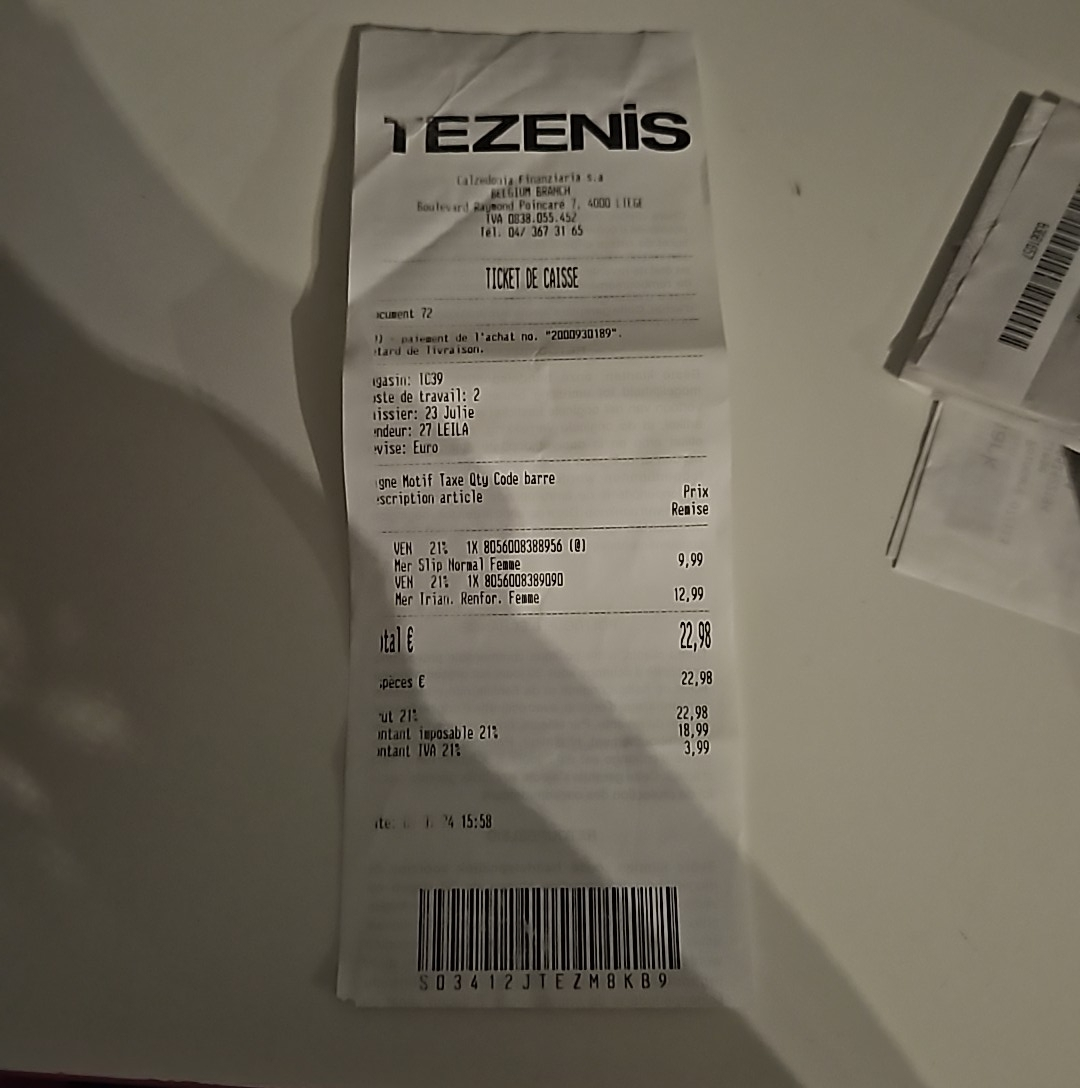 TEZENIS
Calzedonia Finanziaria s.a
BELGIUM BRANCH
Boulevard Raymond Poincaré 7, 4000 LIEGE
IVA 0838.055.452
Tél. 04/ 367 31 65
TICKET DE CAISSE
cument 72
- paiement de l'achat no. "2000930189".
tard de livraison.
gasin: 1C39
ste de travail: 2
issier: 23 Julie
ndeur: 27 LEILA
vise: Euro
gne Motif Taxe Qty Code barre
scription article Prix
Remise
VEN 21% 1X 8056008388956 (@)
Mer Slip Normal Femme 9,99
VEN 21% 1X 8056008389090
Mer Trian. Renfor. Femme 12,99
tal € 22,98
pèces € 22,98
ut 21% 22,98
ntant imposable 21% 18,99
ntant IVA 21% 3,99
te: 15:58
S03412JTEZM8KB9